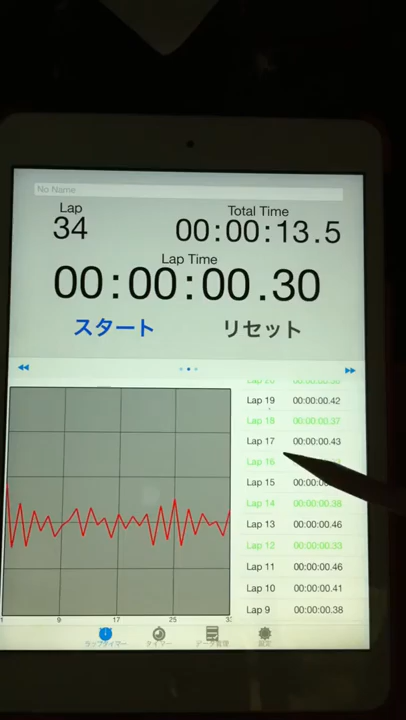 No Name
Lap
34
Total Time
00:00:13.5
Lap Time
00:00:00.30
スタート
リセット
Lap 19 00:00:00.42
Lap 18 00:00:00.37
Lap 17 00:00:00.43
Lap 16
Lap 15 00:00:00.
Lap 14 00:00:00.38
Lap 13 00:00:00.46
Lap 12 00:00:00.33
Lap 11 00:00:00.46
Lap 10 00:00:00.41
Lap 9 00:00:00.38
9 17 25
ラップタイマー タイマー データ管理 設定